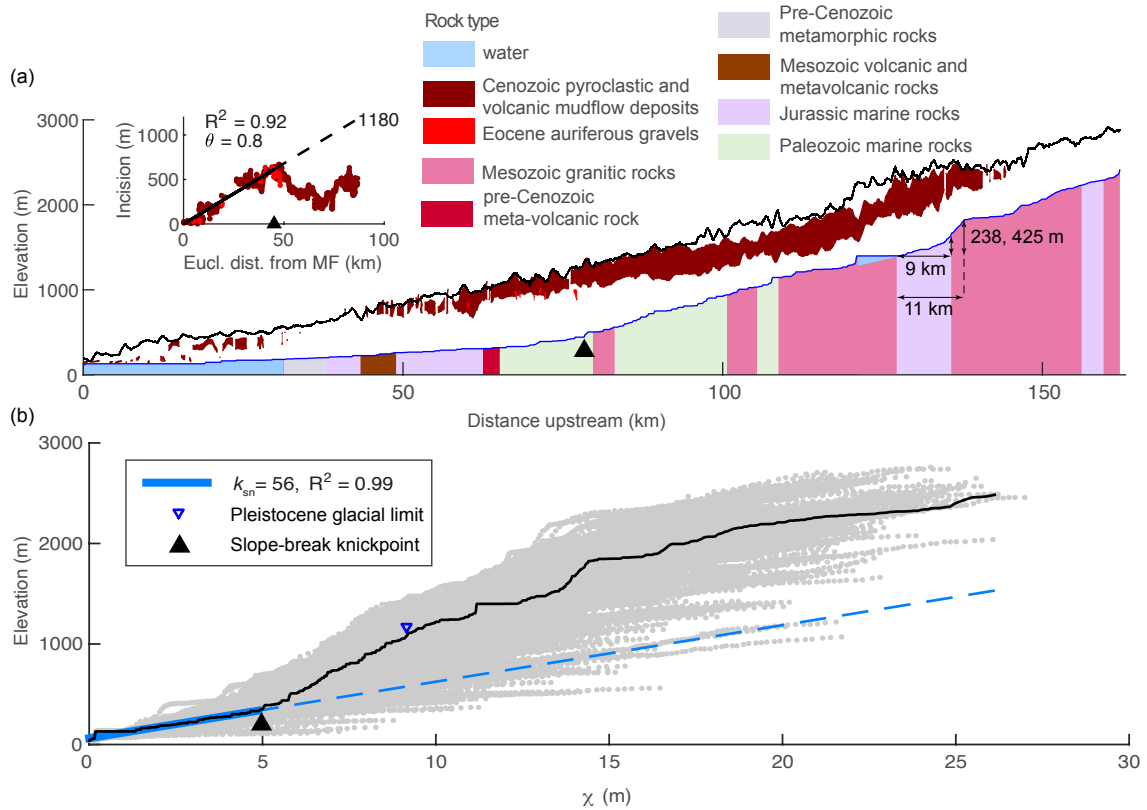 Rock type
water
Cenozoic pyroclastic and
volcanic mudflow deposits
Eocene auriferous gravels
Mesozoic granitic rocks
pre-Cenozoic
meta-volcanic rock
Pre-Cenozoic
metamorphic rocks
Mesozoic volcanic and
metavolcanic rocks
Jurassic marine rocks
Paleozoic marine rocks
(a)
3000
2000
1000
0
Elevation (m)
1000
500
0
Incision (m)
R² = 0.92
θ = 0.8
1180
0
50
100
Eucl. dist. from MF (km)
238, 425 m
9 km
11 km
0
50
100
150
Distance upstream (km)
(b)
3000
2000
1000
0
Elevation (m)
ksn = 56, R² = 0.99
Pleistocene glacial limit
Slope-break knickpoint
0
5
10
15
20
25
30
χ (m)